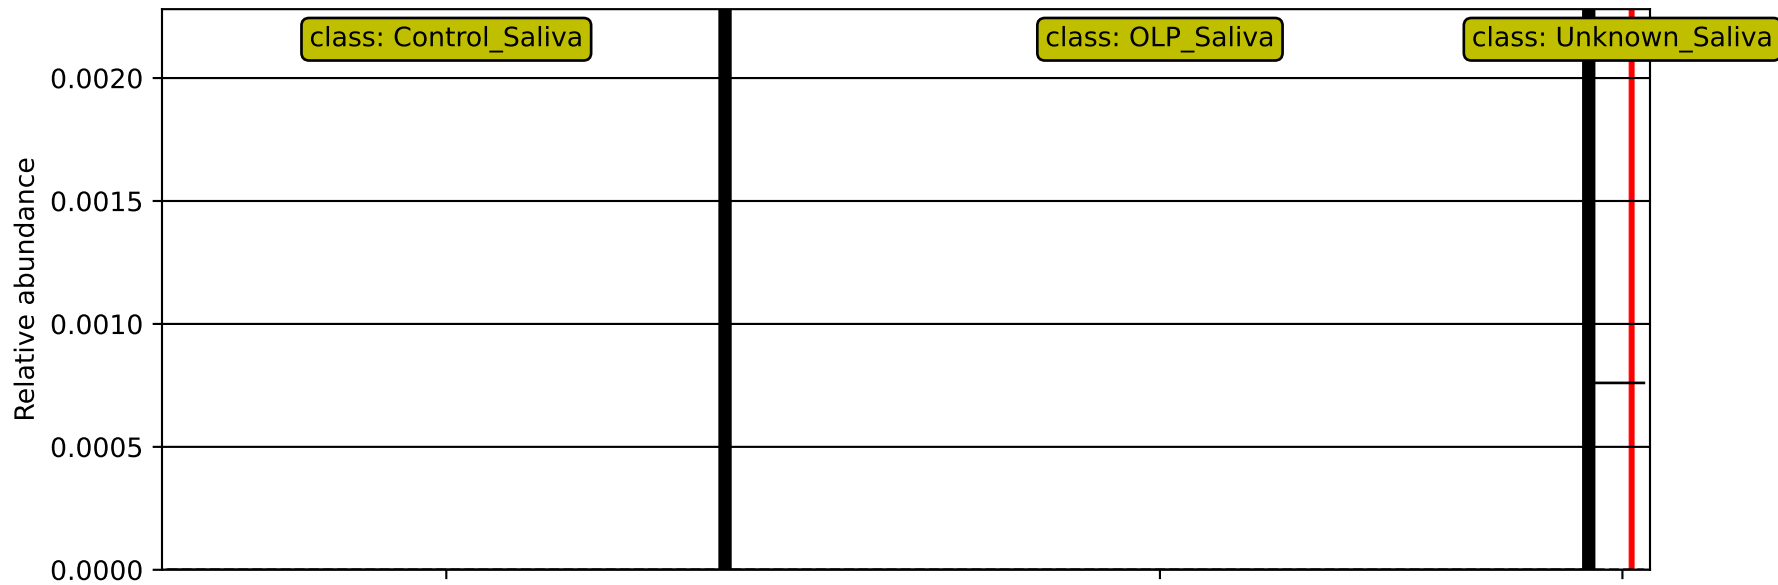 class: Control_Saliva
class: OLP_Saliva
class: Unknown_Saliva
Relative abundance
0.0020
0.0015
0.0010
0.0005
0.0000